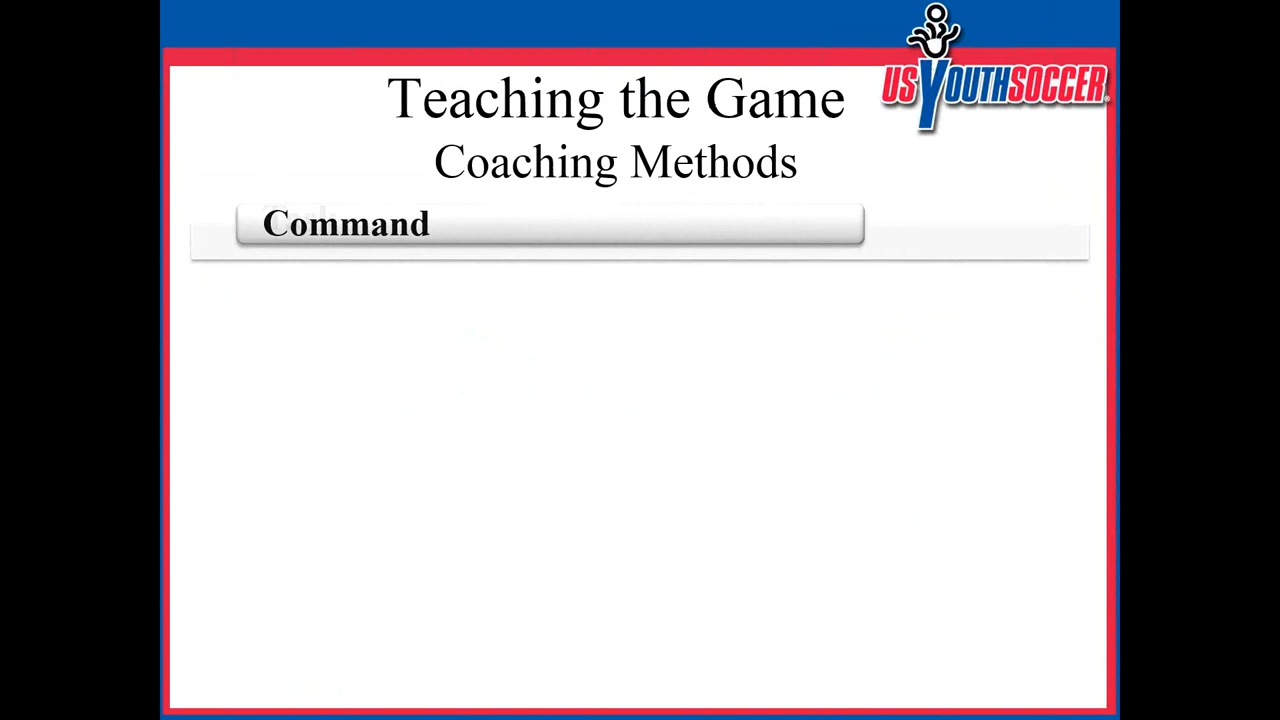 Teaching the Game
Coaching Methods
US YOUTH SOCCER
Command